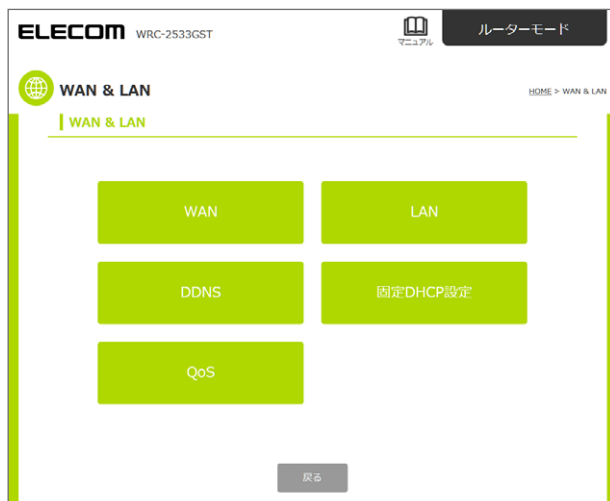 ELECOM WRC-2533GST
マニュアル
ルーターモード
WAN & LAN
HOME > WAN & LAN
WAN & LAN
WAN
LAN
DDNS
固定DHCP設定
QoS
戻る